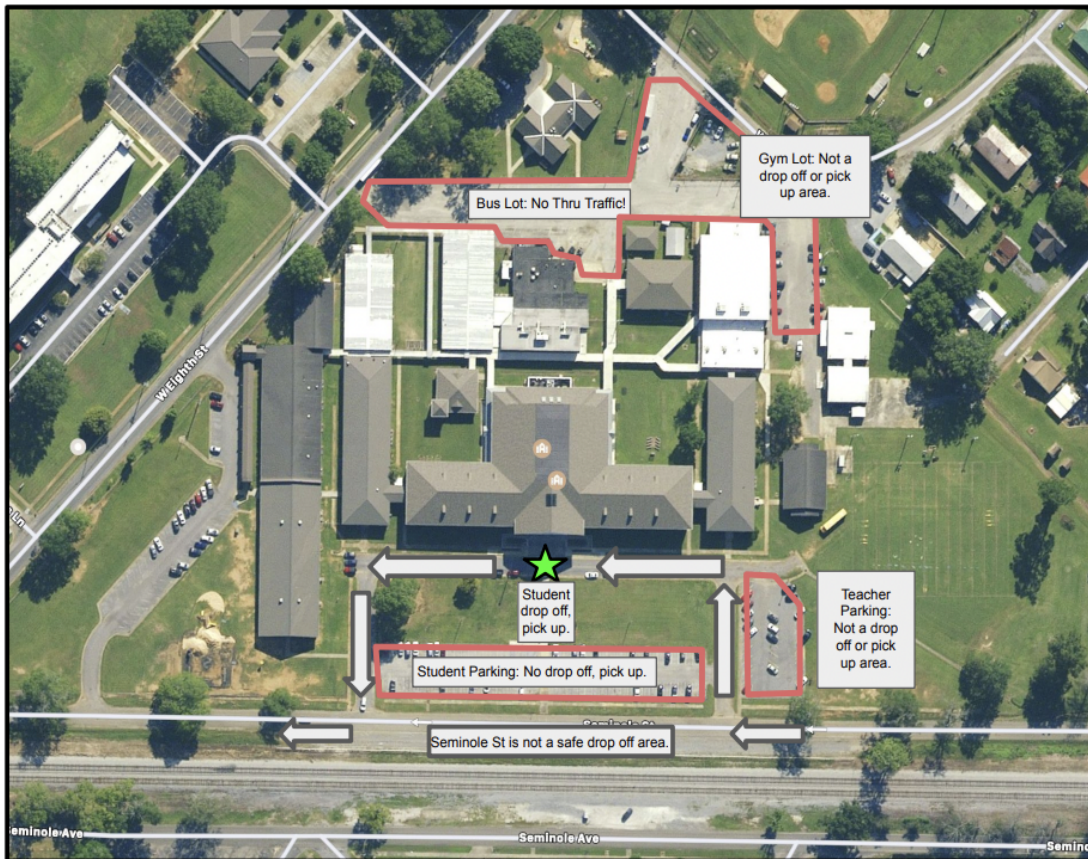 Gym Lot: Not a
drop off or pick
up area.
Bus Lot: No Thru Traffic!
W Eighth St
Ln
Student
drop off,
pick up.
Teacher
Parking:
Not a drop
off or pick
up area.
Student Parking: No drop off, pick up.
Seminole St
Seminole St is not a safe drop off area.
Seminole Ave
Seminole Ave
Seminole